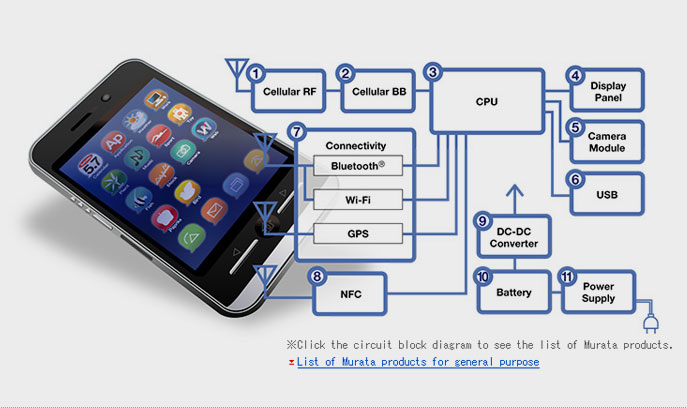 1
Cellular RF
2
Cellular BB
3
CPU
4
Display
Panel
5
Camera
Module
6
USB
7
Connectivity
Bluetooth®
Wi-Fi
GPS
8
NFC
9
DC-DC
Converter
10
Battery
11
Power
Supply
※Click the circuit block diagram to see the list of Murata products.
List of Murata products for general purpose